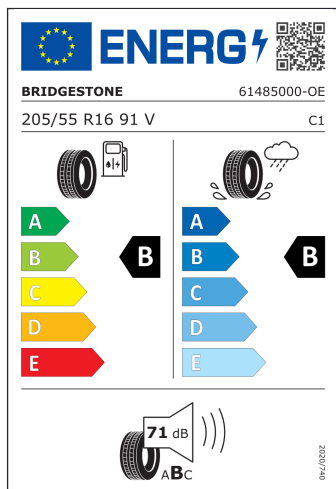 ENERG
BRIDGESTONE 61485000-OE
205/55 R16 91 V C1
A
B
C
D
E
B
A
B
C
D
E
B
71 dB
ABC
2020/740